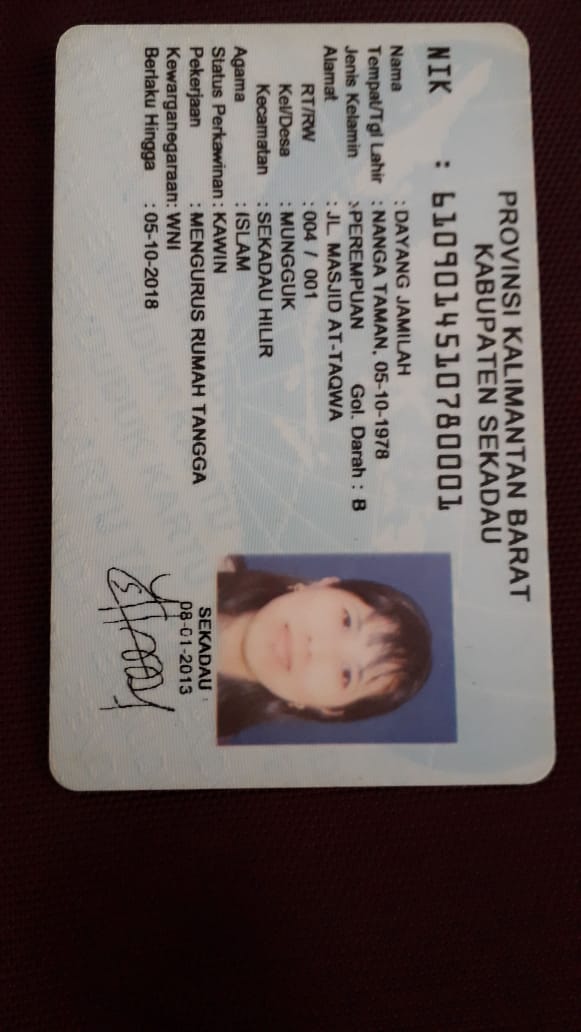 PROVINSI KALIMANTAN BARAT
KABUPATEN SEKADAU
NIK : 6109014510780001
Nama : DAYANG JAMILAH
Tempat/Tgl Lahir : NANGA TAMAN, 05-10-1978
Jenis Kelamin : PEREMPUAN Gol. Darah : B
Alamat : JL. MASJID AT-TAQWA
RT/RW : 004 / 001
Kel/Desa : MUNGGUK
Kecamatan : SEKADAU HILIR
Agama : ISLAM
Status Perkawinan : KAWIN
Pekerjaan : MENGURUS RUMAH TANGGA
Kewarganegaraan : WNI
Berlaku Hingga : 05-10-2018
SEKADAU
08-01-2013